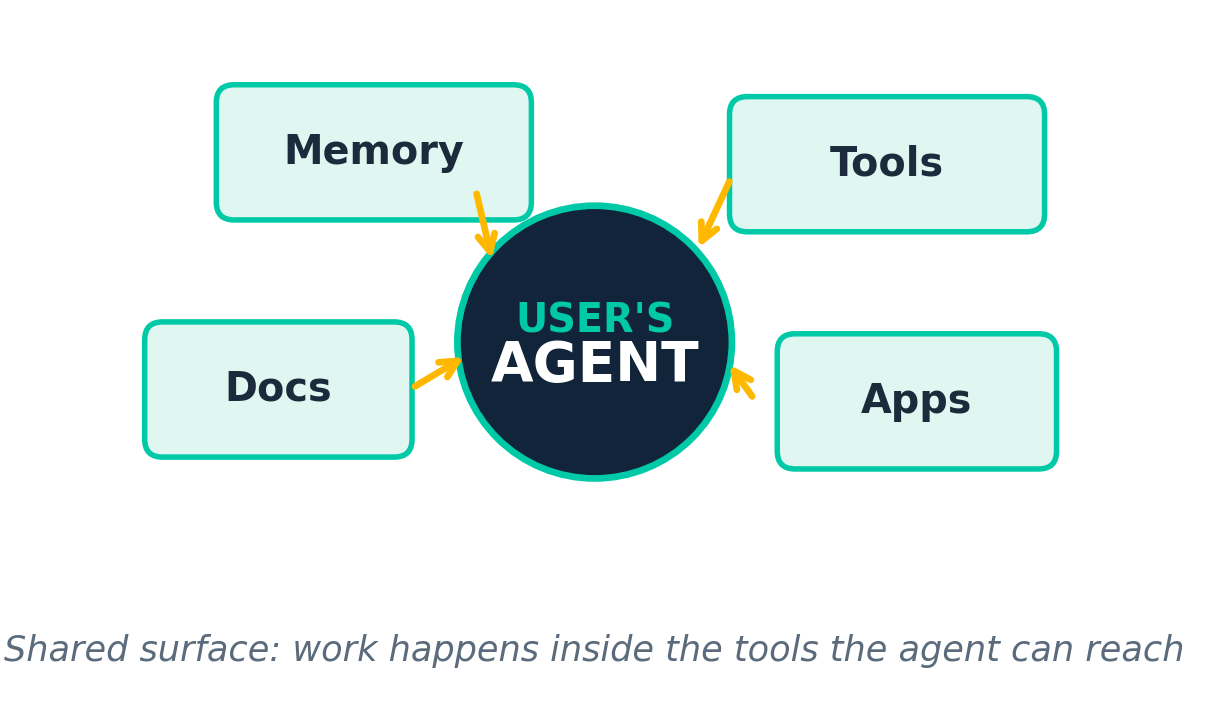 Memory
Tools
USER'S
AGENT
Docs
Apps
Shared surface: work happens inside the tools the agent can reach